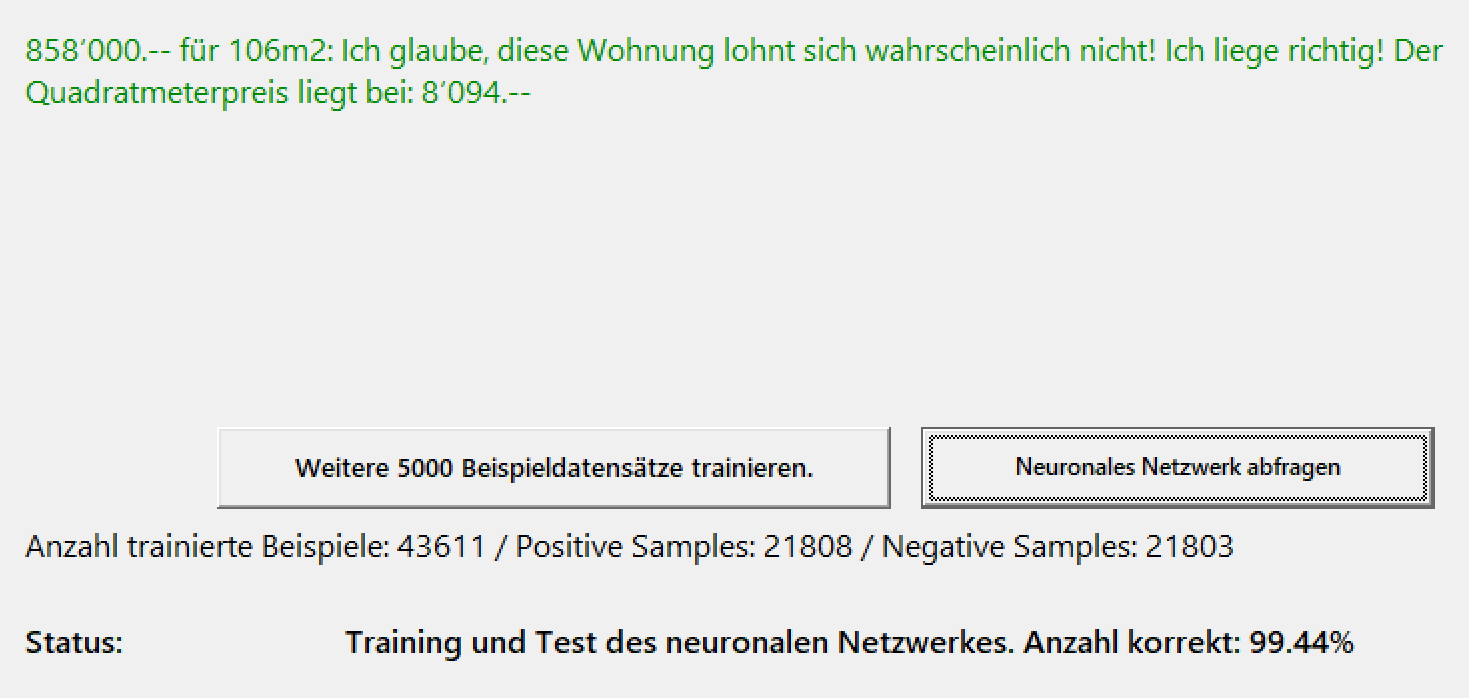 858’000.-- für 106m2: Ich glaube, diese Wohnung lohnt sich wahrscheinlich nicht! Ich liege richtig! Der
Quadratmeterpreis liegt bei: 8’094.--
Weitere 5000 Beispieldatensätze trainieren.
Neuronales Netzwerk abfragen
Anzahl trainierte Beispiele: 43611 / Positive Samples: 21808 / Negative Samples: 21803
Status: Training und Test des neuronalen Netzwerkes. Anzahl korrekt: 99.44%